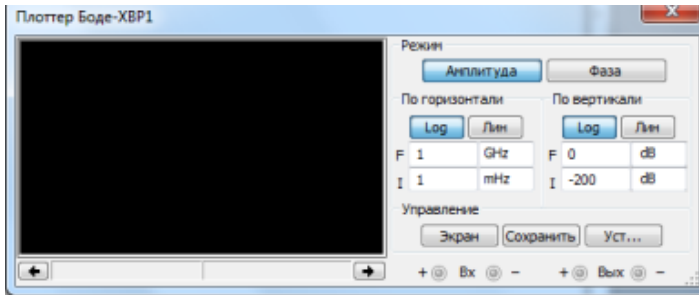 Плоттер Боде-XBP1
x
Режим
Амплитуда Фаза
По горизонтали По вертикали
Log Лин Log Лин
F 1 GHz F 0 dB
I 1 mHz I -200 dB
Управление
Экран Сохранить Уст...
+ Вх - + Вых -